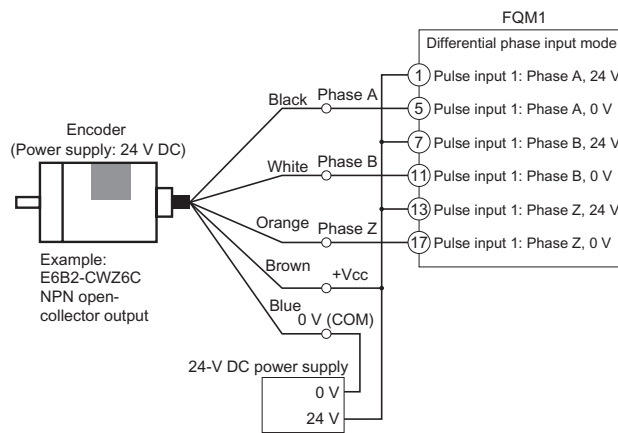 FQM1
Differential phase input mode
1 Pulse input 1: Phase A, 24 V
Black Phase A 5 Pulse input 1: Phase A, 0 V
Encoder
(Power supply: 24 V DC)
7 Pulse input 1: Phase B, 24 V
White Phase B 11 Pulse input 1: Phase B, 0 V
13 Pulse input 1: Phase Z, 24 V
Orange Phase Z 17 Pulse input 1: Phase Z, 0 V
Example:
E6B2-CWZ6C
NPN open-
collector output
Brown +Vcc
Blue 0 V (COM)
24-V DC power supply
0 V
24 V